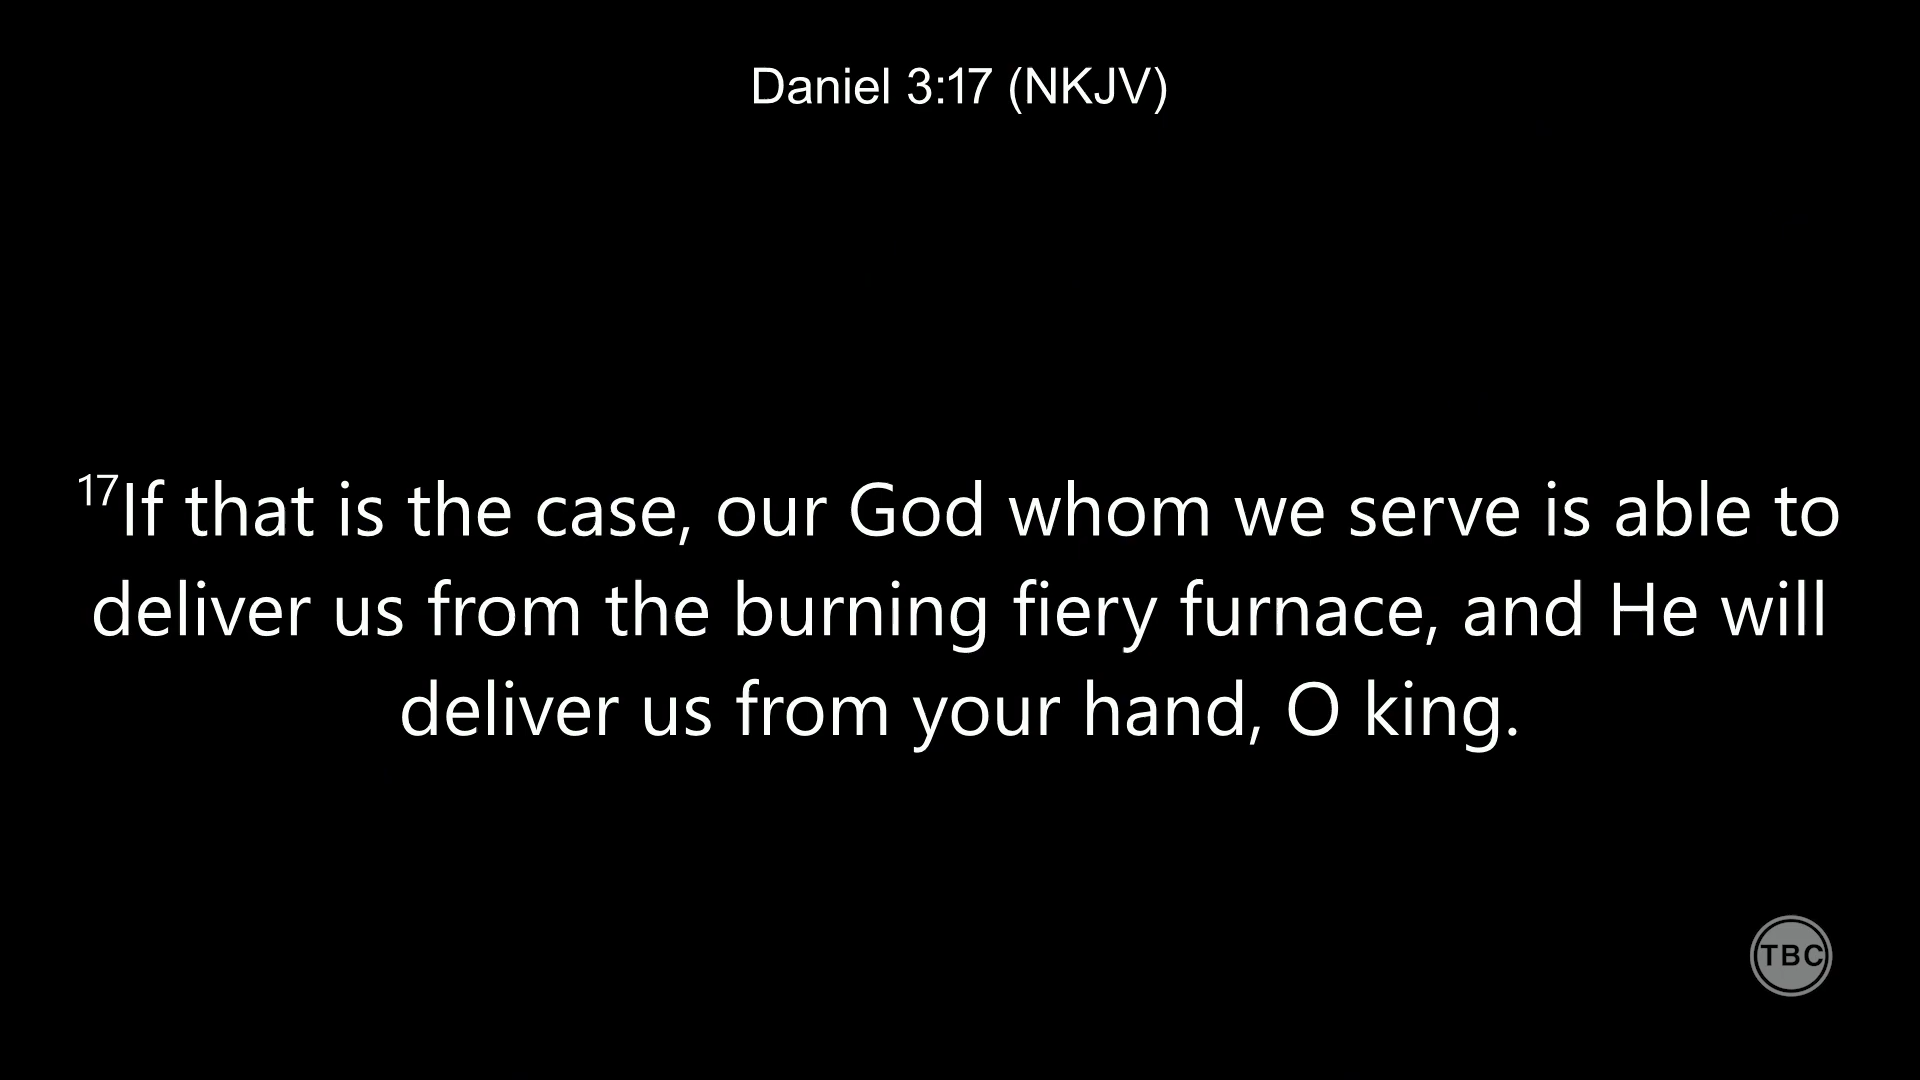 Daniel 3:17 (NKJV)
17If that is the case, our God whom we serve is able to
deliver us from the burning fiery furnace, and He will
deliver us from your hand, O king.
TBC